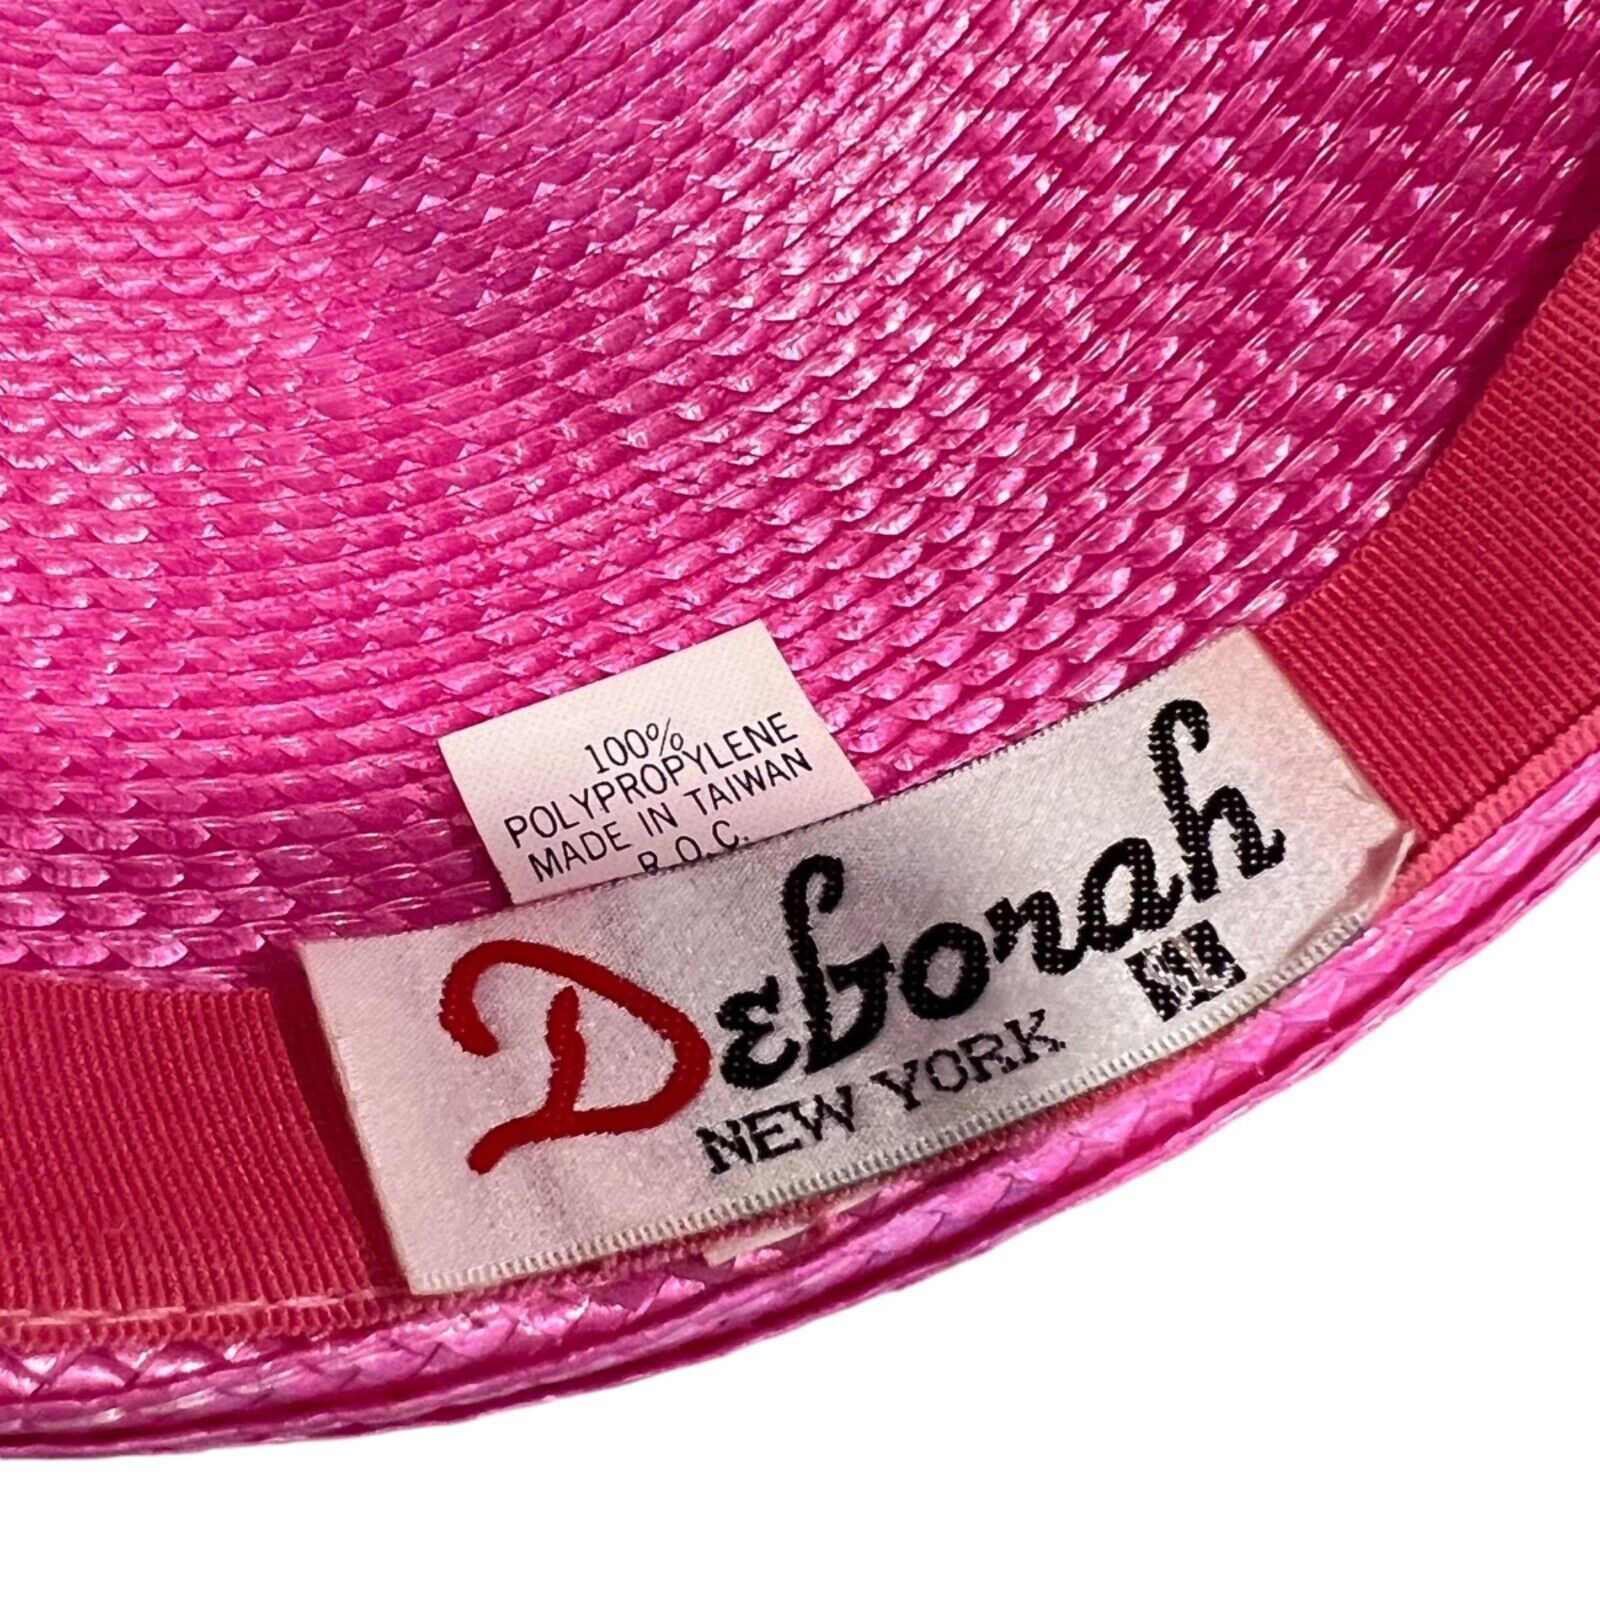 100%
POLYPROPYLENE
MADE IN TAIWAN
R.O.C.
Deborah
NEW YORK